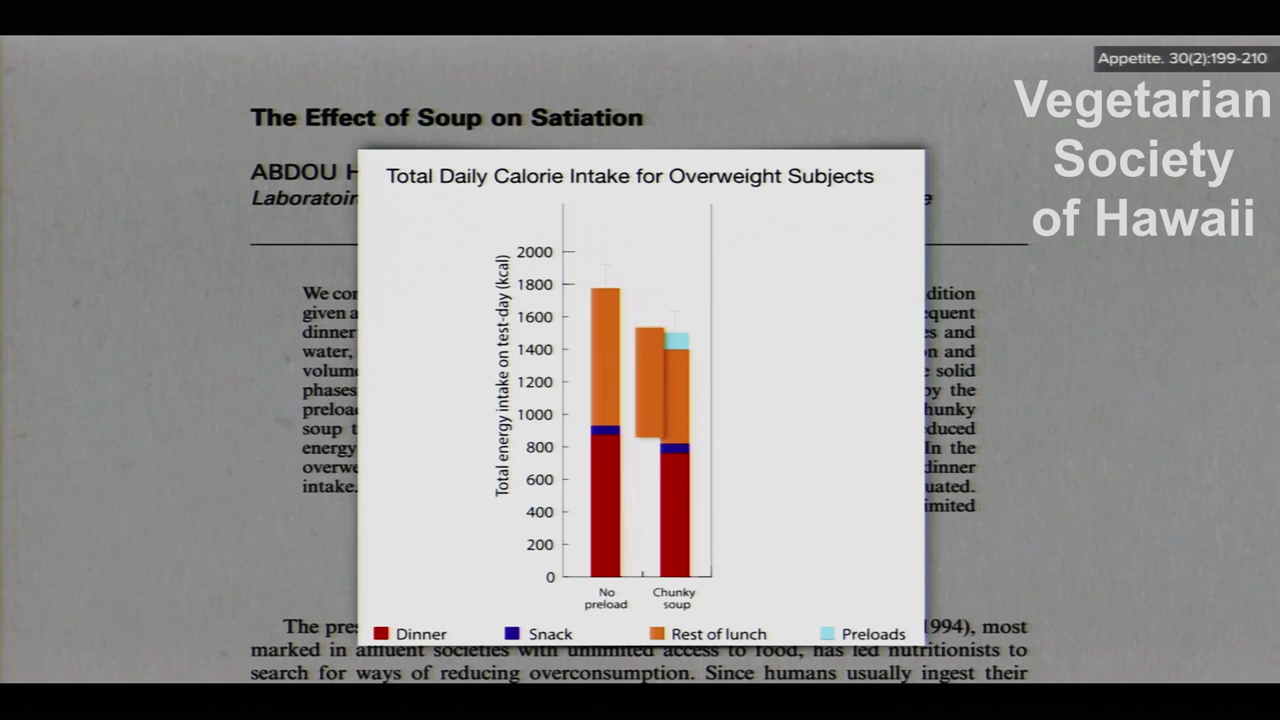 Appetite. 30(2):199-210
Vegetarian
Society
of Hawaii
The Effect of Soup on Satiation
ABDOU H
Laboratoir
e
We con
dition
given a
equent
dinner
es and
water,
on and
volume
e solid
phases
by the
preload
hunky
soup t
duced
energy
In the
overwe
dinner
intake.
uated.
imited
Total Daily Calorie Intake for Overweight Subjects
Total energy intake on test-day (kcal)
2000
1800
1600
1400
1200
1000
800
600
400
200
0
No
preload
Chunky
soup
Dinner Snack Rest of lunch Preloads
The pres 1994), most
marked in affluent societies with unlimited access to food, has led nutritionists to
search for ways of reducing overconsumption. Since humans usually ingest their